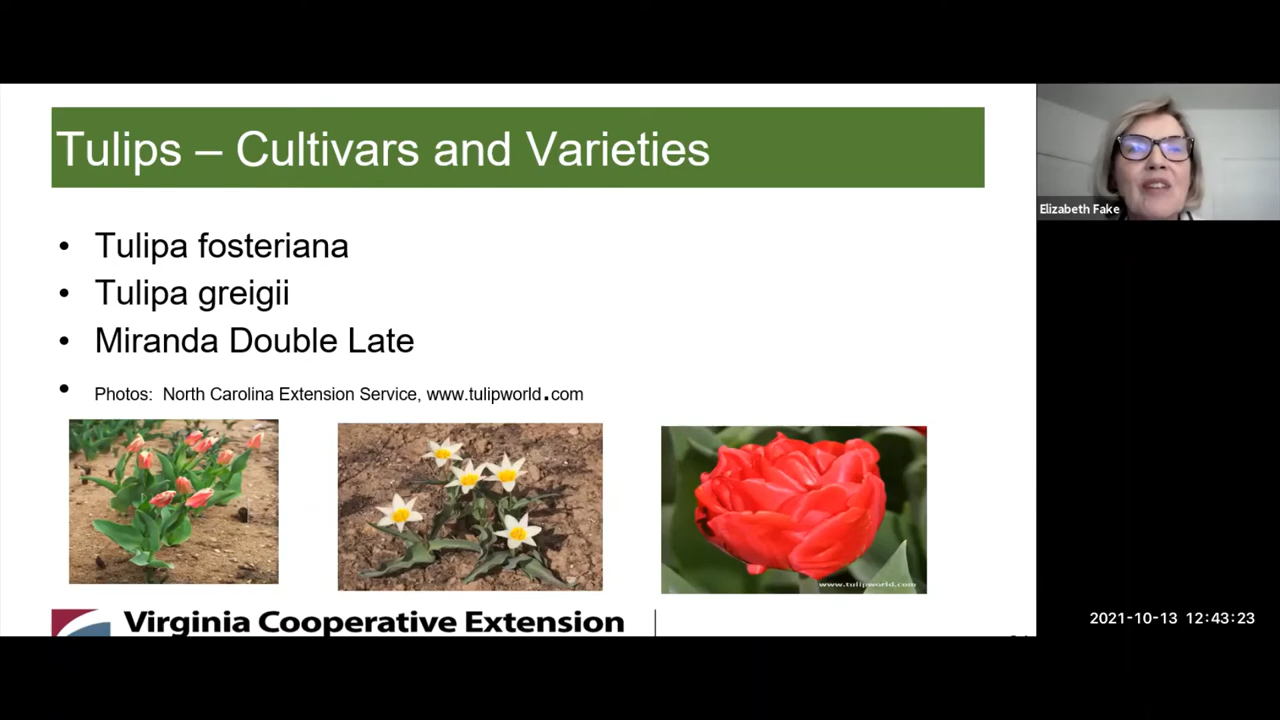 Tulips – Cultivars and Varieties
• Tulipa fosteriana
• Tulipa greigii
• Miranda Double Late
• Photos: North Carolina Extension Service, www.tulipworld.com
www.tulipworld.com
Virginia Cooperative Extension
Elizabeth Fake
2021-10-13 12:43:23